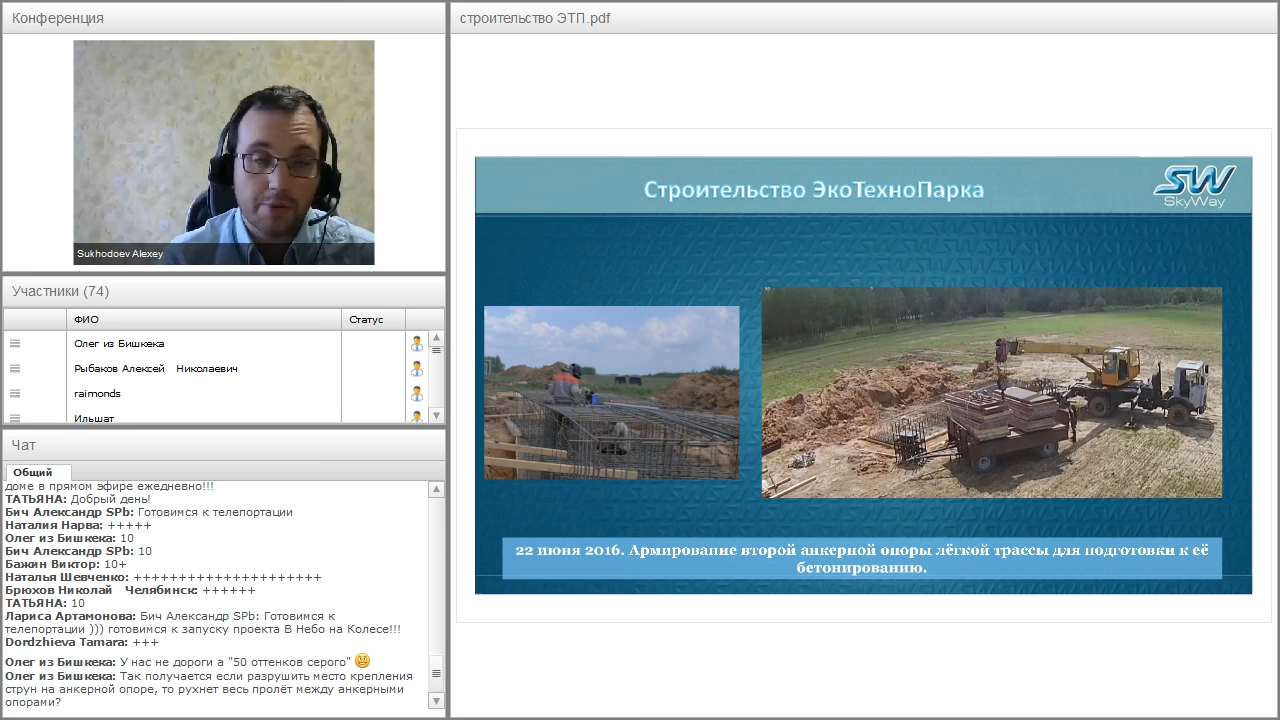 Конференция
Sukhodoev Alexey
Участники (74)
ФИО
Статус
Олег из Бишкека
Рыбаков Алексей Николаевич
raimonds
Ильшат
Чат
Общий
доме в прямом эфире ежедневно!!!
ТАТЬЯНА: Добрый день!
Бич Александр SPb: Готовимся к телепортации
Наталия Нарва: +++++
Олег из Бишкека: 10
Бич Александр SPb: 10
Бажин Виктор: 10+
Наталья Шевченко: +++++++++++++++++++++
Брюхов Николай Челябинск: ++++++
ТАТЬЯНА: 10
Лариса Артамонова: Бич Александр SPb: Готовимся к
телепортации ))) готовимся к запуску проекта В Небо на Колесе!!!
Dordzhieva Tamara: +++
Олег из Бишкека: У нас не дороги а "50 оттенков серого"
Олег из Бишкека: Так получается если разрушить место крепления
струн на анкерной опоре, то рухнет весь пролёт между анкерными
опорами?
строительство ЭТП.pdf
Строительство ЭкоТехноПарка
SW
SkyWay
22 июня 2016. Армирование второй анкерной опоры лёгкой трассы для подготовки к её
бетонированию.